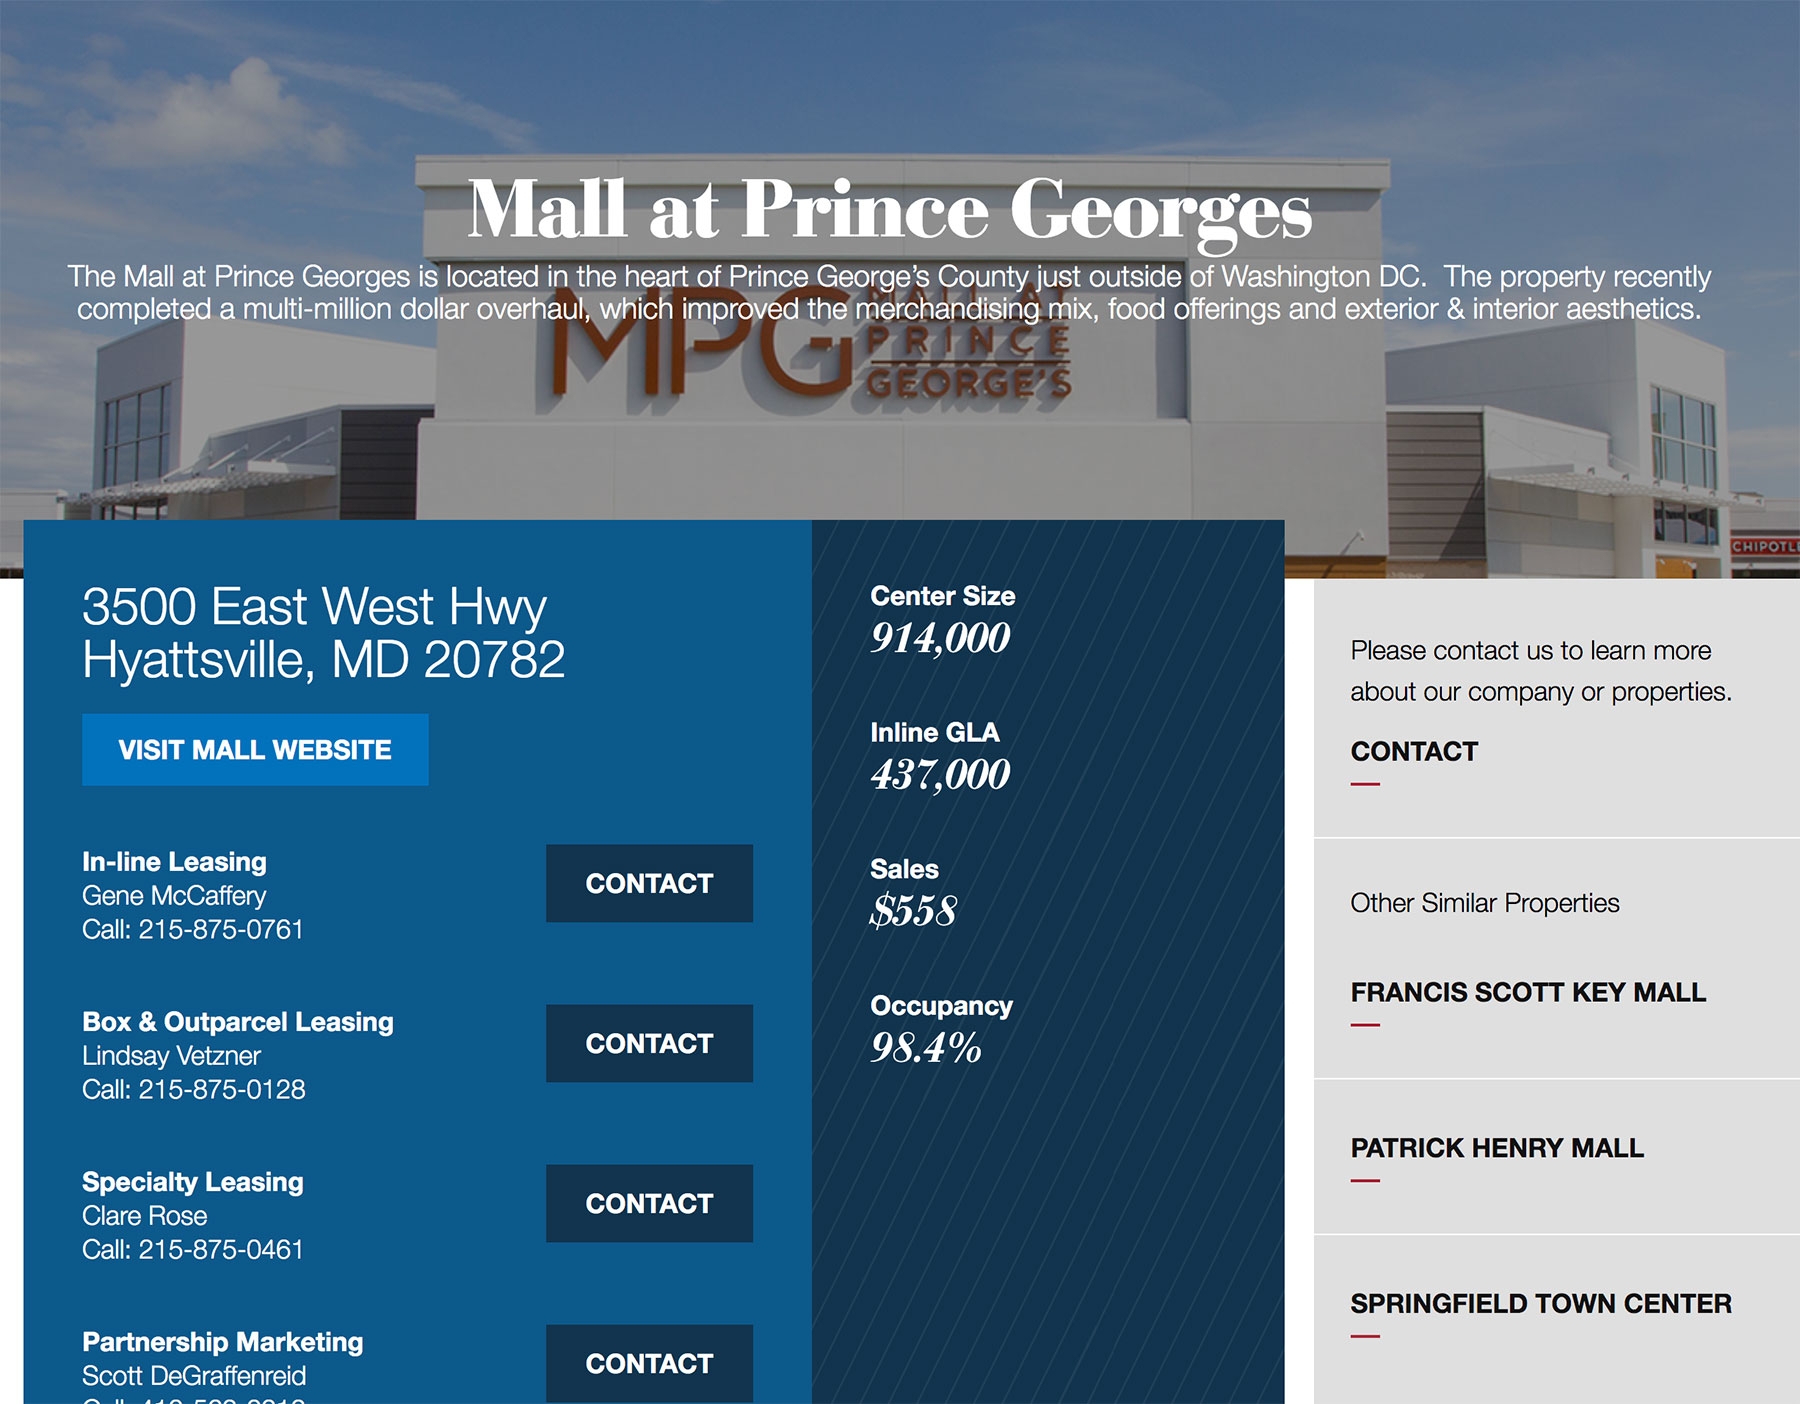 Mall at Prince Georges
The Mall at Prince Georges is located in the heart of Prince George’s County just outside of Washington DC.  The property recently
completed a multi-million dollar overhaul, which improved the merchandising mix, food offerings and exterior & interior aesthetics.
MPG MALL AT
PRINCE
GEORGE'S
CHIPOTL
3500 East West Hwy
Hyattsville, MD 20782
VISIT MALL WEBSITE
In-line Leasing
Gene McCaffery
Call: 215-875-0761
CONTACT
Box & Outparcel Leasing
Lindsay Vetzner
Call: 215-875-0128
CONTACT
Specialty Leasing
Clare Rose
Call: 215-875-0461
CONTACT
Partnership Marketing
Scott DeGraffenreid
CONTACT
Center Size
914,000
Inline GLA
437,000
Sales
$558
Occupancy
98.4%
Please contact us to learn more
about our company or properties.
CONTACT
Other Similar Properties
FRANCIS SCOTT KEY MALL
PATRICK HENRY MALL
SPRINGFIELD TOWN CENTER